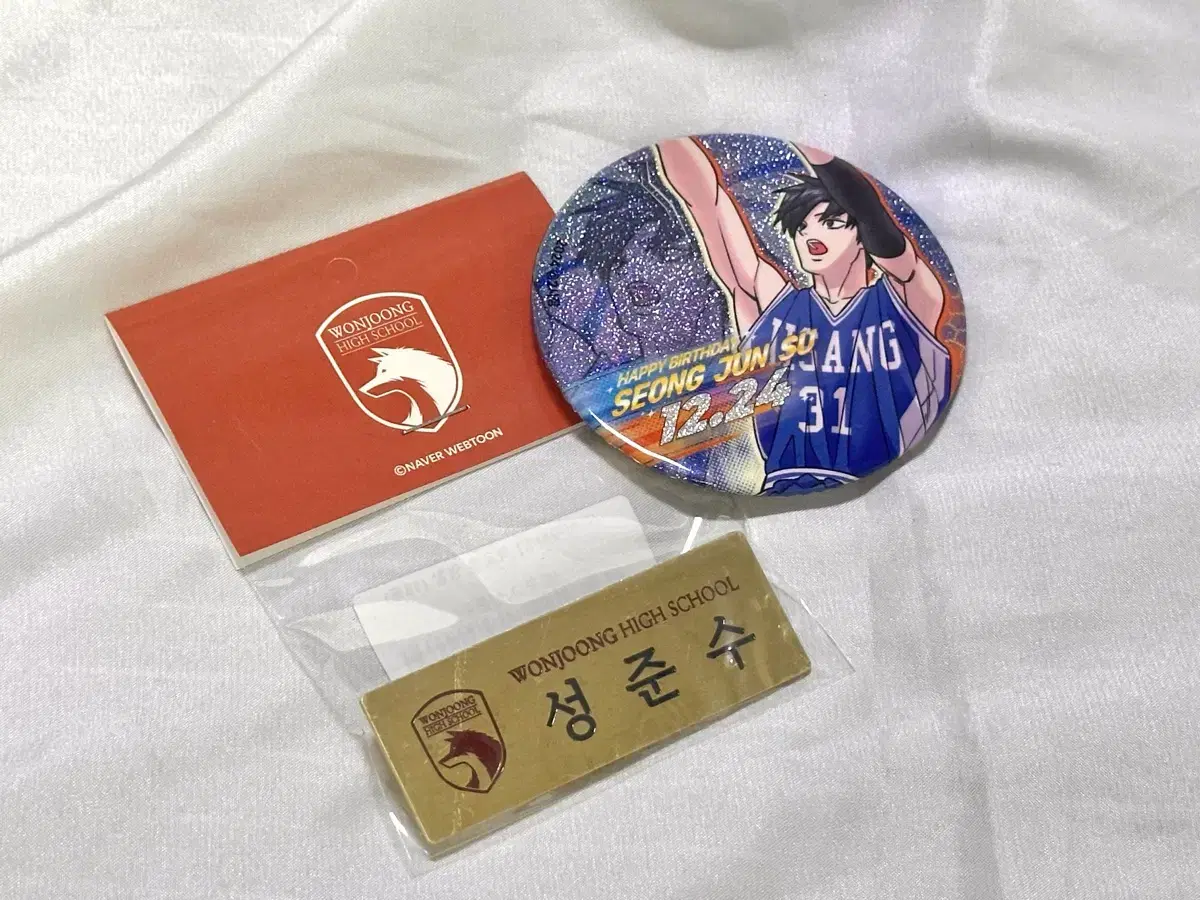 WONJOONG
HIGH SCHOOL
©NAVER WEBTOON
HAPPY BIRTHDAY
SEONG JUN SU
12.24
31
WONJOONG HIGH SCHOOL
성준수
WONJOONG
HIGH SCHOOL